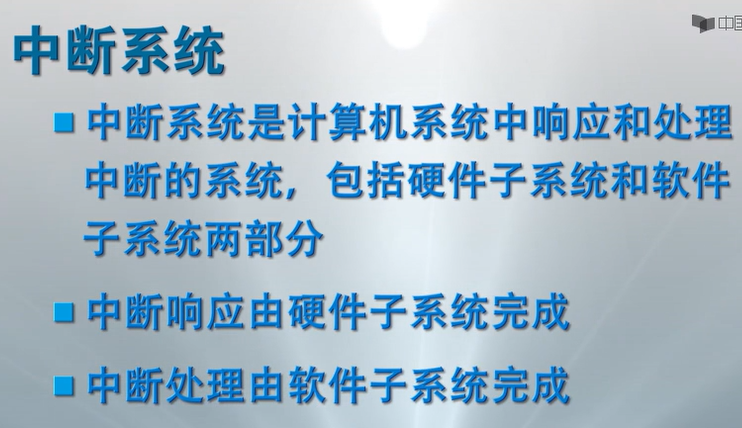 中断系统
中断系统是计算机系统中响应和处理
中断的系统，包括硬件子系统和软件
子系统两部分
中断响应由硬件子系统完成
中断处理由软件子系统完成